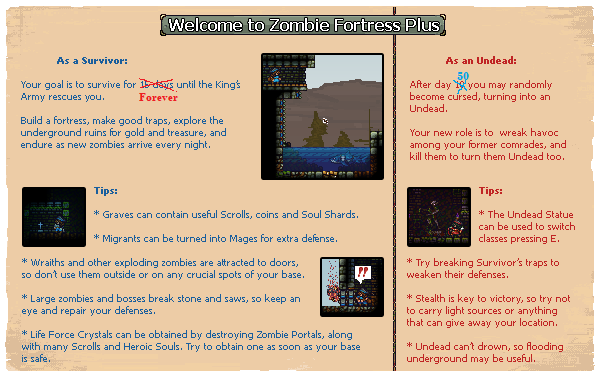 Welcome to Zombie Fortress Plus
As a Survivor:
Your goal is to survive for 15 days until the King's
Forever
Army rescues you.
Build a fortress, make good traps, explore the
underground ruins for gold and treasure, and
endure as new zombies arrive every night.
Tips:
* Graves can contain useful Scrolls, coins and Soul Shards.
* Migrants can be turned into Mages for extra defense.
* Wraiths and other exploding zombies are attracted to doors,
so don't use them outside or on any crucial spots of your base.
!!
* Large zombies and bosses break stone and saws, so keep an
eye and repair your defenses.
* Life Force Crystals can be obtained by destroying Zombie Portals, along
with many Scrolls and Heroic Souls. Try to obtain one as soon as your base
is safe.
As an Undead:
50
After day you may randomly
become cursed, turning into an
Undead.
Your new role is to wreak havoc
among your former comrades, and
kill them to turn them Undead too.
Tips:
* The Undead Statue
can be used to switch
classes pressing E.
* Try breaking Survivor's traps to
weaken their defenses.
* Stealth is key to victory, so try not
to carry light sources or anything
that can give away your location.
* Undead can't drown, so flooding
underground may be useful.